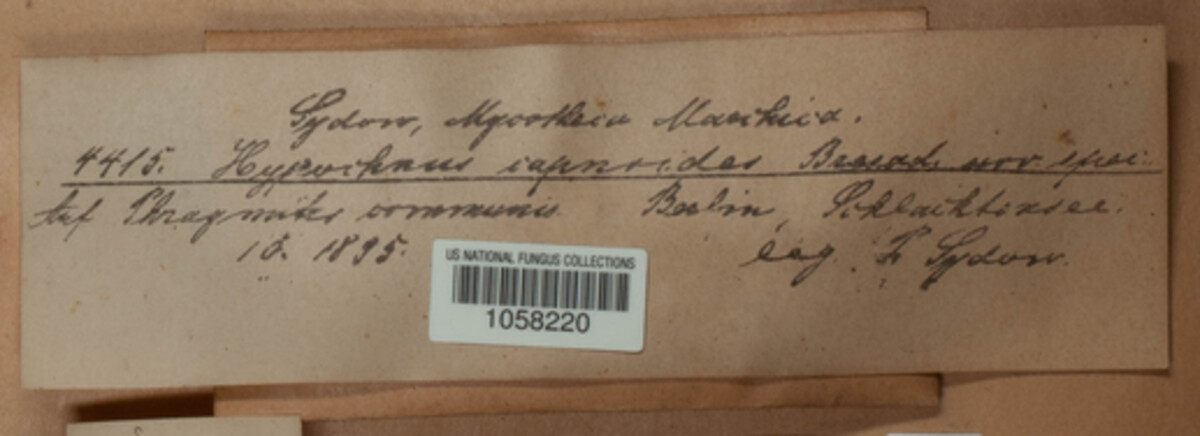 Sydow, Mycotheca Marchica.
4415. Hypochnus capnoides Bresad. nov. spec.
Auf Phragmites communis Berlin, Schlachtensee.
10. 1895. leg. P. Sydow.
US NATIONAL FUNGUS COLLECTIONS
1058220